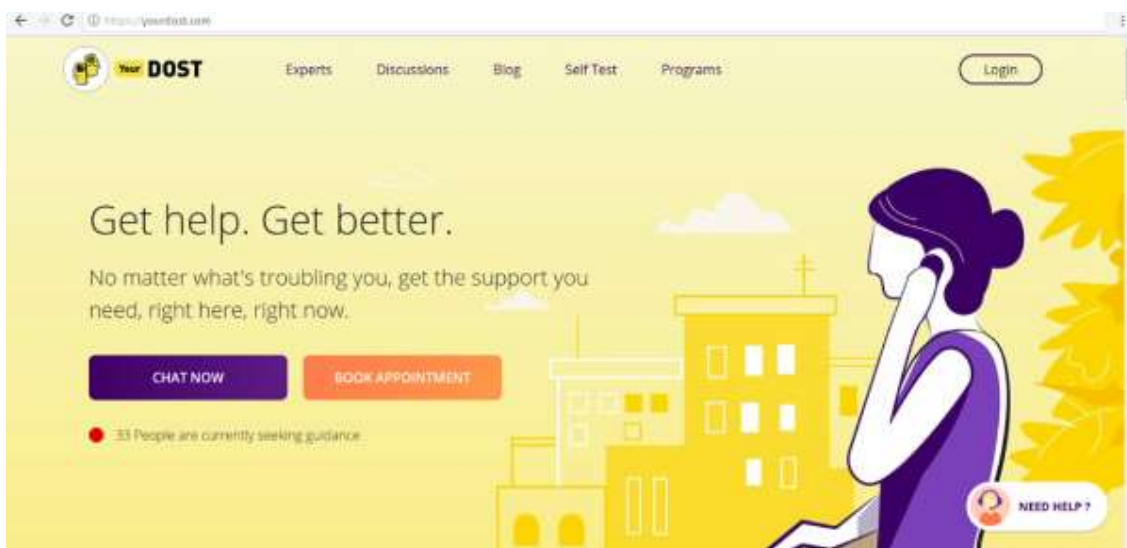 yourdost.com
Your DOST
Experts
Discussions
Blog
Self Test
Programs
Login
Get help. Get better.
No matter what's troubling you, get the support you
need, right here, right now.
CHAT NOW
BOOK APPOINTMENT
33 People are currently seeking guidance
NEED HELP ?